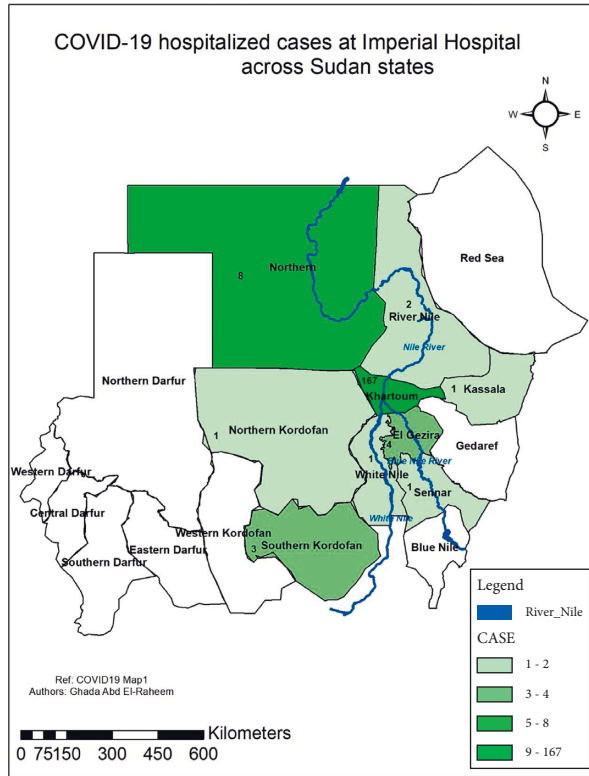 COVID-19 hospitalized cases at Imperial Hospital
across Sudan states
N
W
E
S
Red Sea
Northern
8
2
River Nile
Nile River
Northern Darfur
167
Khartoum
1
Kassala
1
Northern Kordofan
El Gezira
4
Gedaref
Blue Nile River
1
White Nile
1
Sennar
Western Darfur
Central Darfur
White Nile
Western Kordofan
3
Southern Kordofan
Eastern Darfur
Blue Nile
Southern Darfur
Legend
River_Nile
CASE
1 - 2
3 - 4
5 - 8
9 - 167
Ref: COVID19 Map1
Authors: Ghada Abd El-Raheem
Kilometers
0 75150 300 450 600